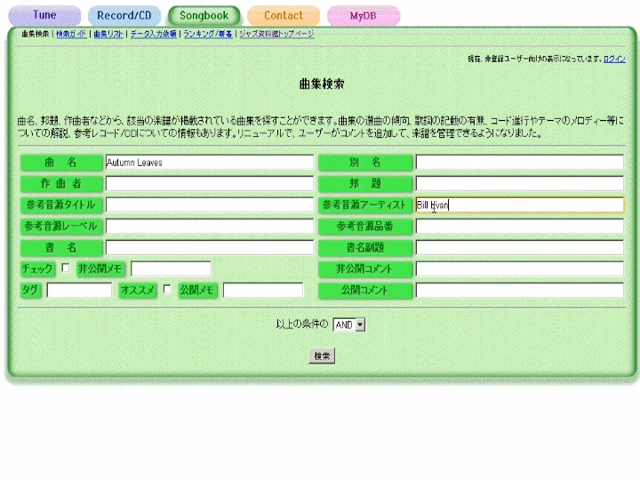 Tune Record/CD Songbook Contact MyDB
曲集検索 | 検索ガイド | 曲集リスト | データ入力依頼 | ランキング/新着 | ジャズ資料館トップページ
現在、未登録ユーザー向けの表示になっています。ログイン
曲集検索
曲名、邦題、作曲者などから、該当の楽譜が掲載されている曲集を探すことができます。曲集の選曲の傾向、歌詞の記載の有無、コード進行やテーマのメロディー等に
ついての解説、参考レコード/CDについての情報もあります。リニューアルで、ユーザーがコメントを追加して、楽譜を管理できるようになりました。
曲 名 Autumn Leaves 別 名
作 曲 者 邦 題
参考音源タイトル 参考音源アーティスト Bill Evan
参考音源レーベル 参考音源品番
書 名 書名副題
チェック 非公開メモ 非公開コメント
タグ オススメ 公開メモ 公開コメント
以上の条件の AND
検索